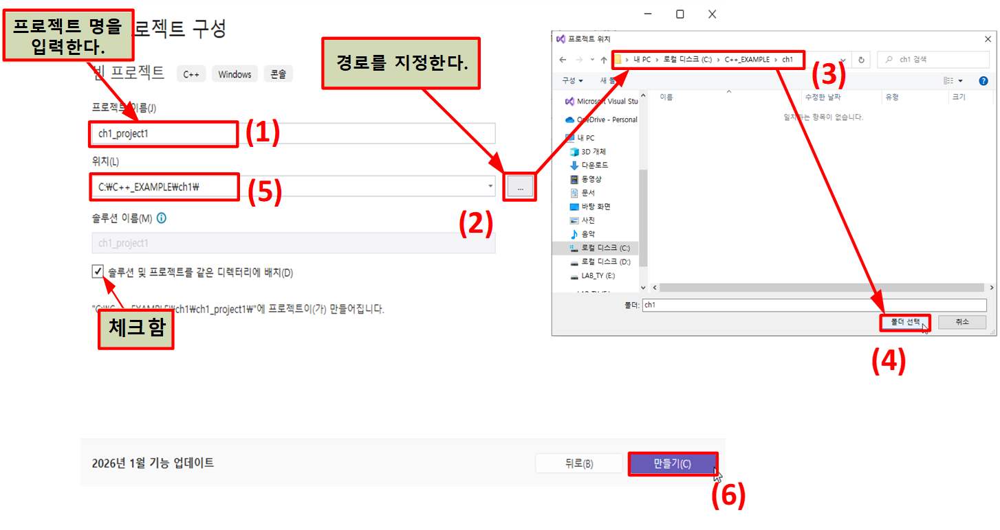 프로젝트 명을
입력한다.
로젝트 구성
빈 프로젝트
C++
Windows
콘솔
경로를 지정한다.
프로젝트 이름(J)
ch1_project1
(1)
위치(L)
C:₩C++_EXAMPLE₩ch1₩
(5)
...
(2)
솔루션 이름(M)
ch1_project1
솔루션 및 프로젝트를 같은 디렉터리에 배치(D)
"C:₩C++_EXAMPLE₩ch1₩ch1_project1₩"에 프로젝트이(가) 만들어집니다.
체크함
프로젝트 위치
내 PC › 로컬 디스크 (C:) › C++_EXAMPLE › ch1
ch1 검색
(3)
구성
새 폴
이름
수정한 날짜
유형
크기
일치하는 항목이 없습니다.
Microsoft Visual Stu
OneDrive - Personal
내 PC
3D 개체
다운로드
동영상
문서
바탕 화면
사진
음악
로컬 디스크 (C:)
로컬 디스크 (D:)
LAB_TY (E:)
폴더:
ch1
폴더 선택
취소
(4)
2026년 1월 기능 업데이트
뒤로(B)
만들기(C)
(6)